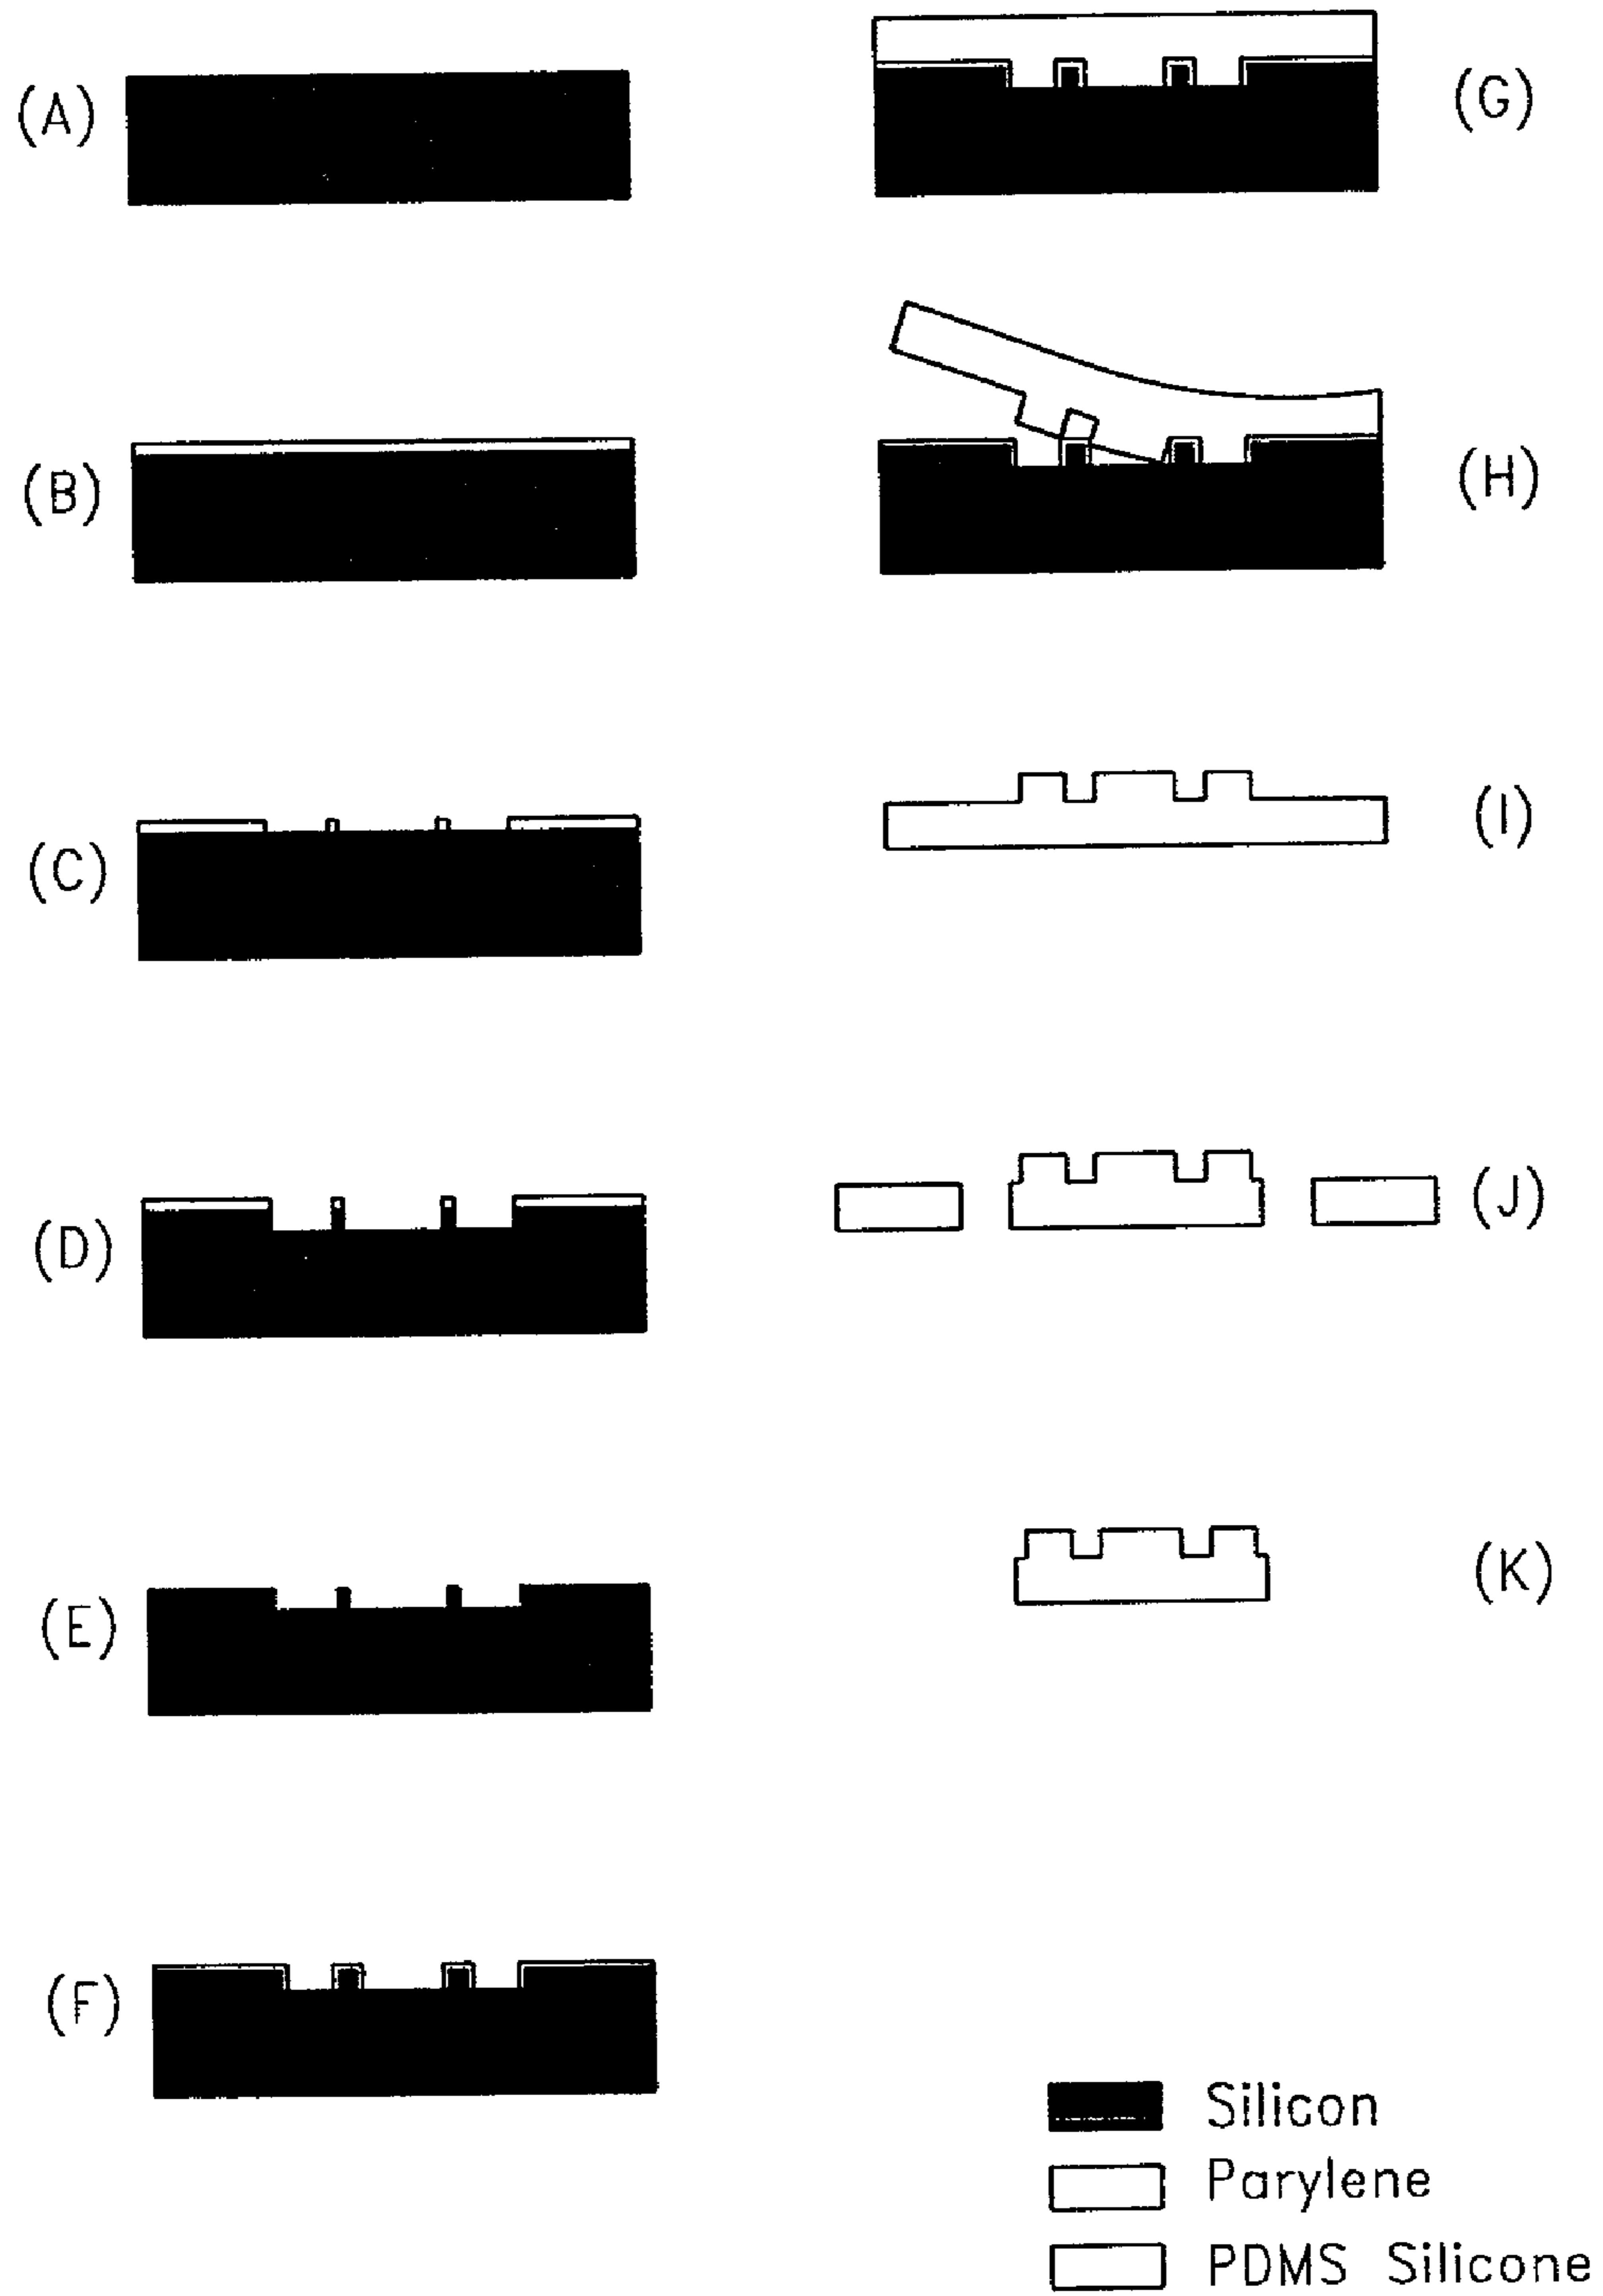 (A)
(B)
(C)
(D)
(E)
(F)
(G)
(H)
(I)
(J)
(K)
Silicon
Parylene
PDMS Silicone